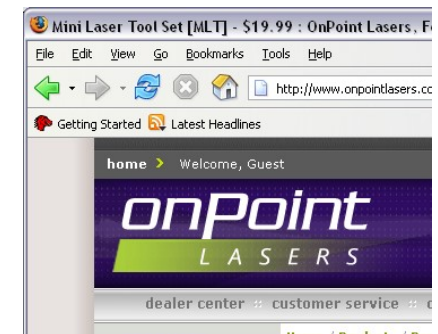 Mini Laser Tool Set [MLT] - $19.99 : OnPoint Lasers,
File Edit View Go Bookmarks Tools Help
http://www.onpointlasers.co
Getting Started Latest Headlines
home > Welcome, Guest
onPoint
LASERS
dealer center :: customer service ::